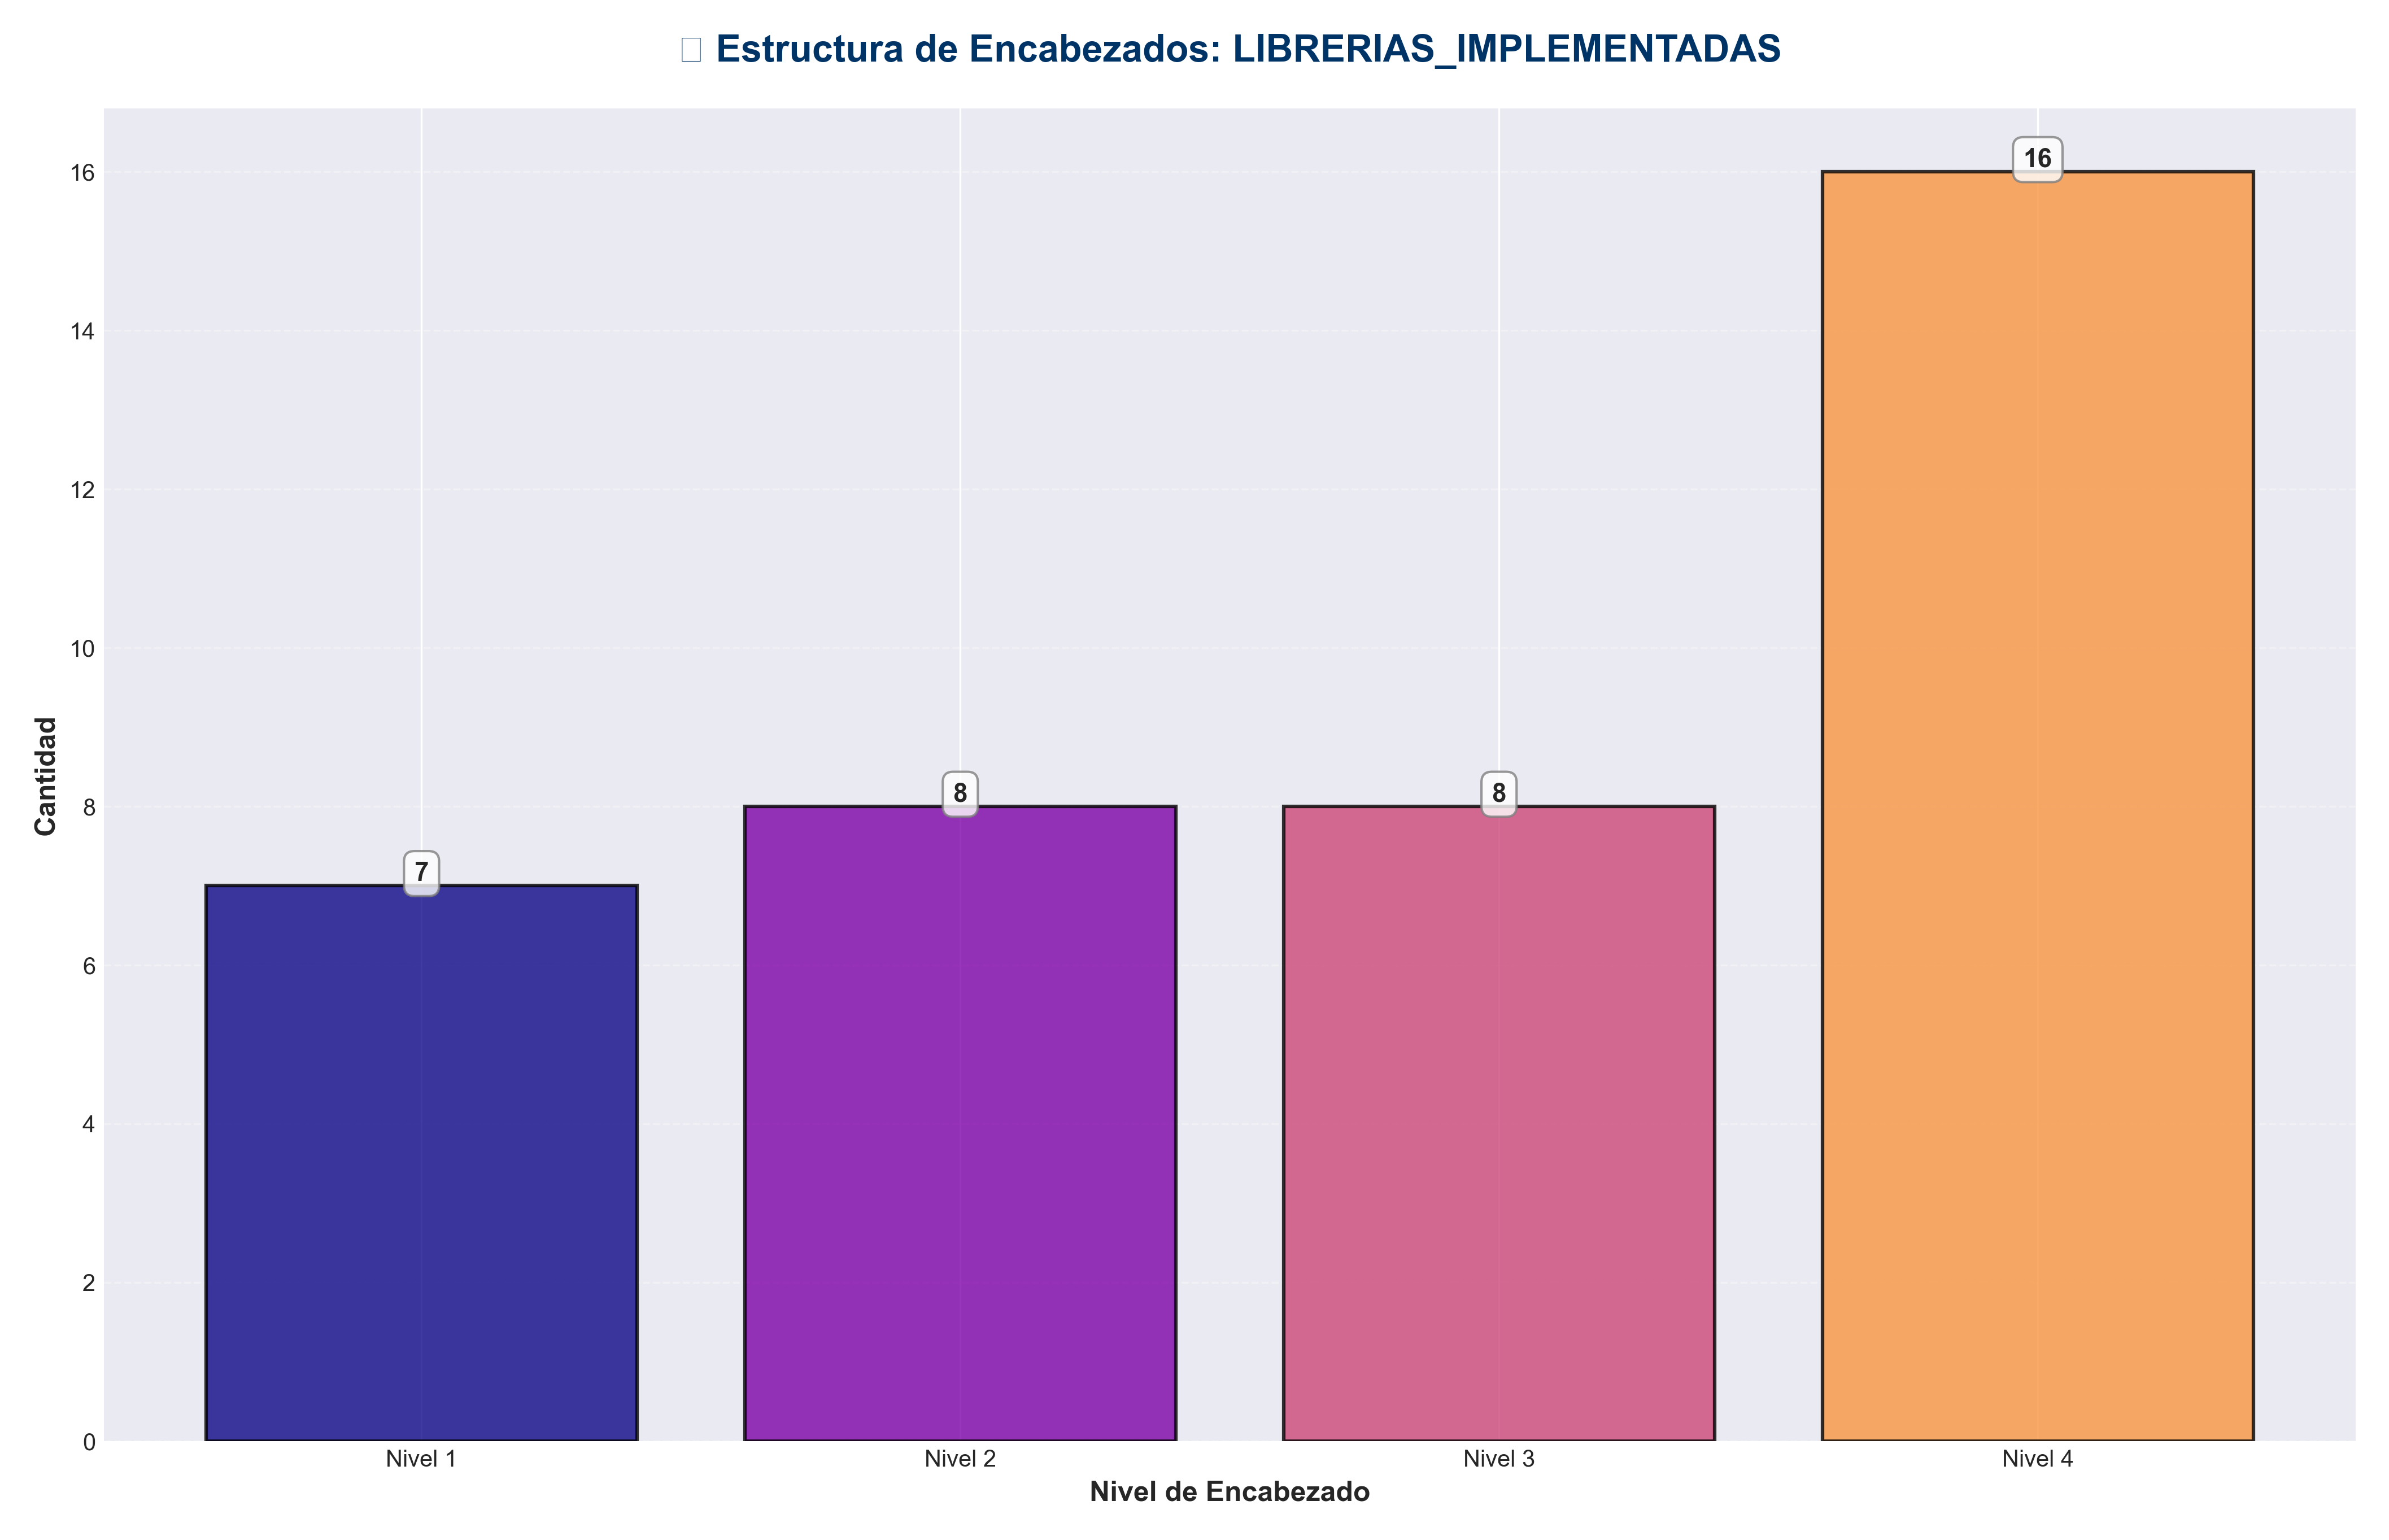 Estructura de Encabezados: LIBRERIAS_IMPLEMENTADAS
16
14
12
10
8
6
4
2
0
Cantidad
7
8
8
16
Nivel 1
Nivel 2
Nivel 3
Nivel 4
Nivel de Encabezado